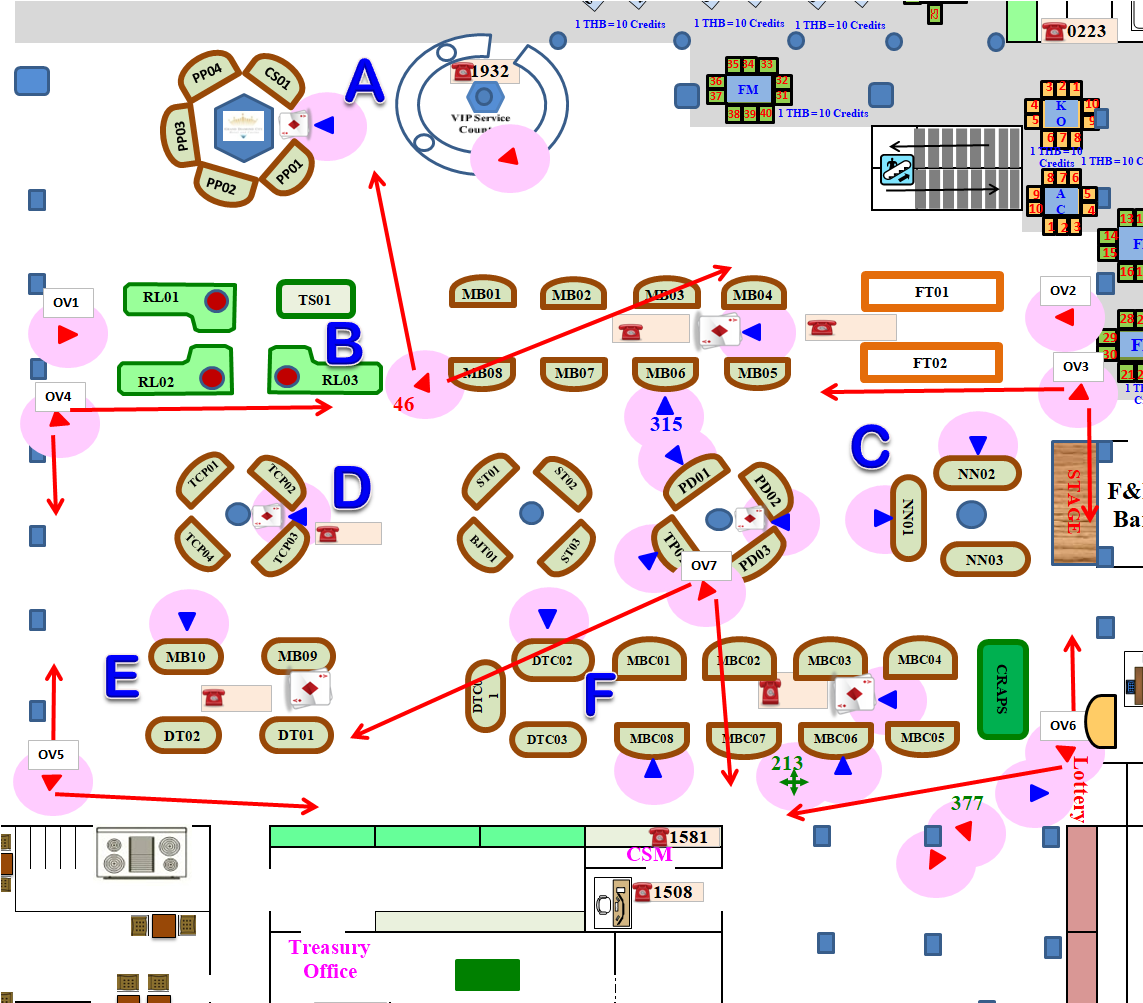 1 THB = 10 Credits
1 THB = 10 Credits
1 THB = 10 Credits
0223
PP04
CS01
A
1932
VIP Service
PP03
PP02
PP01
35 34 33
36
37
FM
32
31
38 39 40
1 THB = 10 Credits
3 2 1
4
5
K
O
10
6 7 8
1 THB = 10
Credits
1 THB = 10 C
8 7 6
9
10
A
C
5
4
1 2 3
13
14
15
16
OV1
RL01
TS01
B
RL02
RL03
MB01
MB02
MB03
MB04
MB08
MB07
MB06
MB05
FT01
FT02
OV2
28
29
30
21
OV3
OV4
46
315
C
TCP01
TCP02
D
TCP04
TCP03
ST01
ST02
BJT01
ST03
PD01
PD02
PD03
OV7
NN01
NN02
NN03
STAGE
F&
Ba
E
MB10
MB09
DT02
DT01
DTC02
DTC03
F
MBC01
MBC02
MBC03
MBC04
MBC08
MBC07
MBC06
MBC05
CRAPS
OV5
OV6
213
377
Lottery
1581
CSM
1508
Treasury
Office